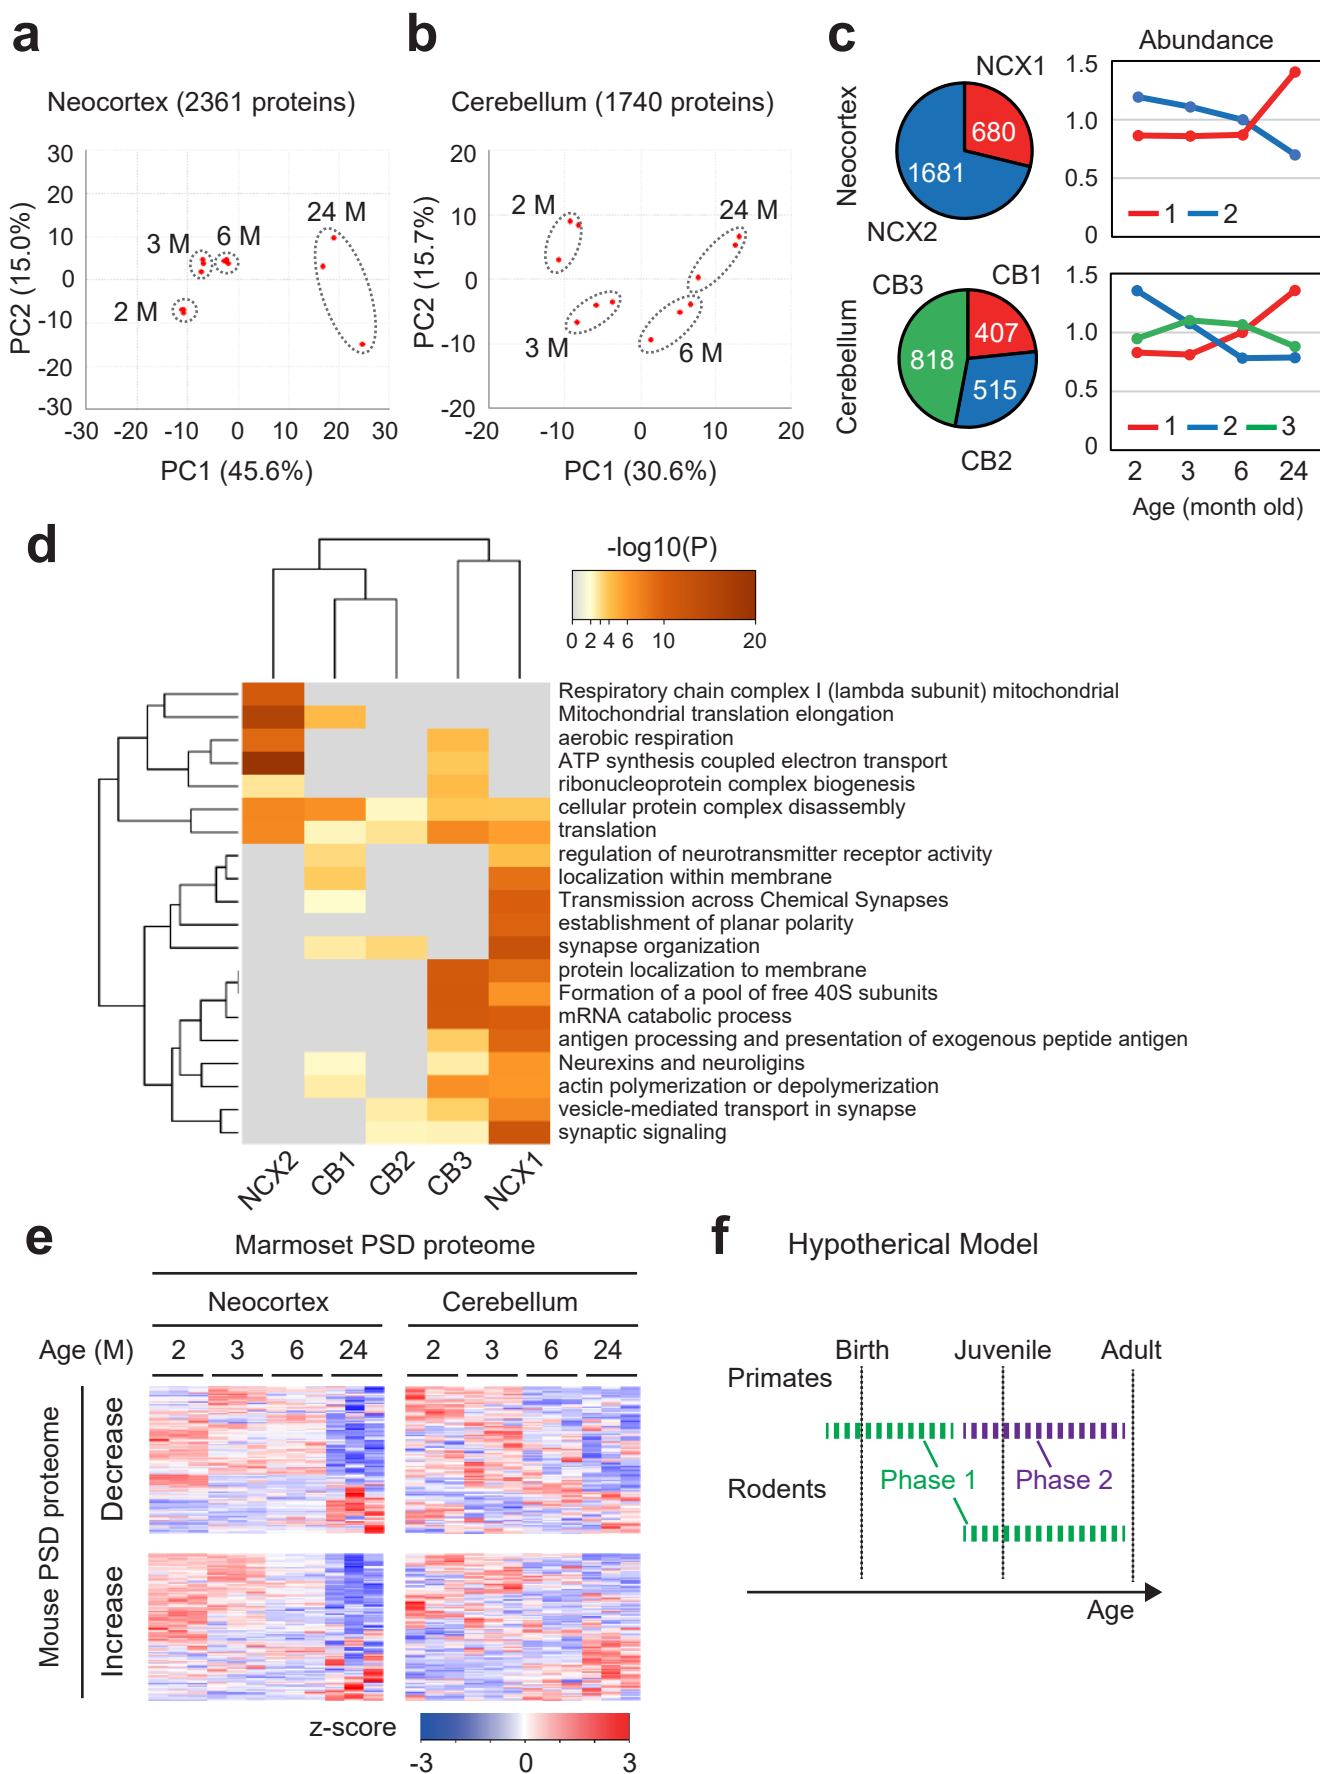 a
Neocortex (2361 proteins)
PC2 (15.0%)
30
20
10
0
-10
-20
-30
24 M
3 M
6 M
2 M
-30
-20
-10
0
10
20
30
PC1 (45.6%)
b
Cerebellum (1740 proteins)
PC2 (15.7%)
20
10
0
-10
-20
2 M
24 M
3 M
6 M
-20
-10
0
10
20
PC1 (30.6%)
c
Neocortex
NCX1
680
1681
NCX2
Abundance
1.5
1.0
0.5
0
1 2
Cerebellum
CB3
CB1
407
818
515
CB2
1.5
1.0
0.5
0
1 2 3
2 3 6 24
Age (month old)
d
-log10(P)
0 2 4 6 10 20
Respiratory chain complex I (lambda subunit) mitochondrial
Mitochondrial translation elongation
aerobic respiration
ATP synthesis coupled electron transport
ribonucleoprotein complex biogenesis
cellular protein complex disassembly
translation
regulation of neurotransmitter receptor activity
localization within membrane
Transmission across Chemical Synapses
establishment of planar polarity
synapse organization
protein localization to membrane
Formation of a pool of free 40S subunits
mRNA catabolic process
antigen processing and presentation of exogenous peptide antigen
Neurexins and neuroligins
actin polymerization or depolymerization
vesicle-mediated transport in synapse
synaptic signaling
NCX2
CB1
CB2
CB3
NCX1
e
Marmoset PSD proteome
Neocortex Cerebellum
Age (M) 2 3 6 24 2 3 6 24
Mouse PSD proteome
Decrease
Increase
z-score
-3 0 3
f
Hypotherical Model
Birth Juvenile Adult
Primates
Phase 1 Phase 2
Rodents
Age